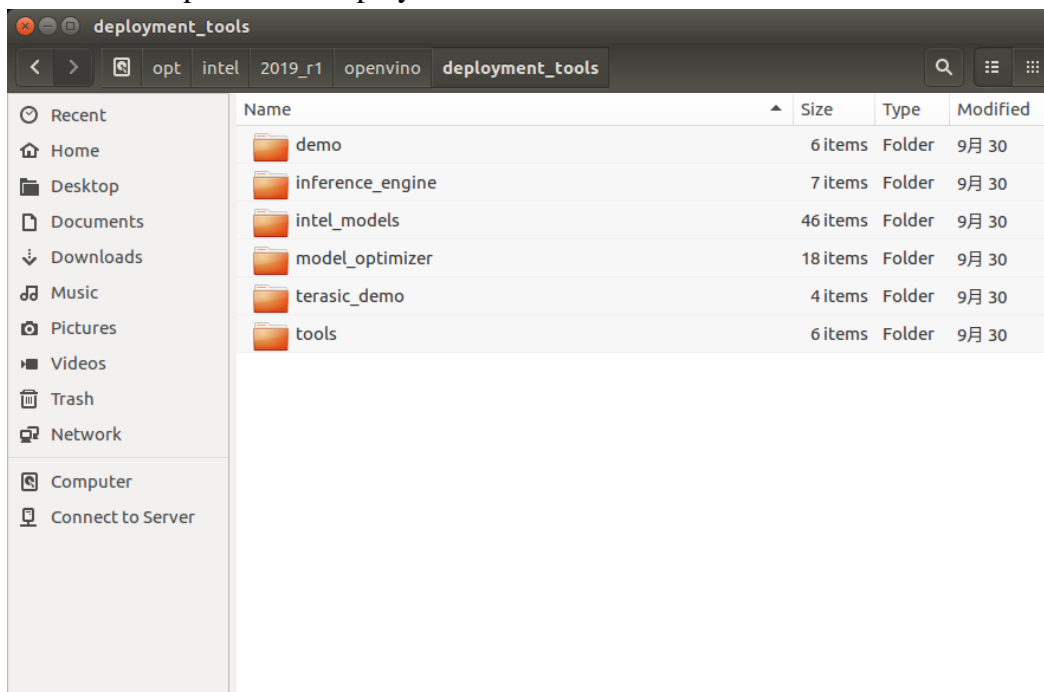 deployment_tools
opt intel 2019_r1 openvino deployment_tools
Recent
Home
Desktop
Documents
Downloads
Music
Pictures
Videos
Trash
Network
Computer
Connect to Server
Name Size Type Modified
demo 6 items Folder 9月 30
inference_engine 7 items Folder 9月 30
intel_models 46 items Folder 9月 30
model_optimizer 18 items Folder 9月 30
terasic_demo 4 items Folder 9月 30
tools 6 items Folder 9月 30